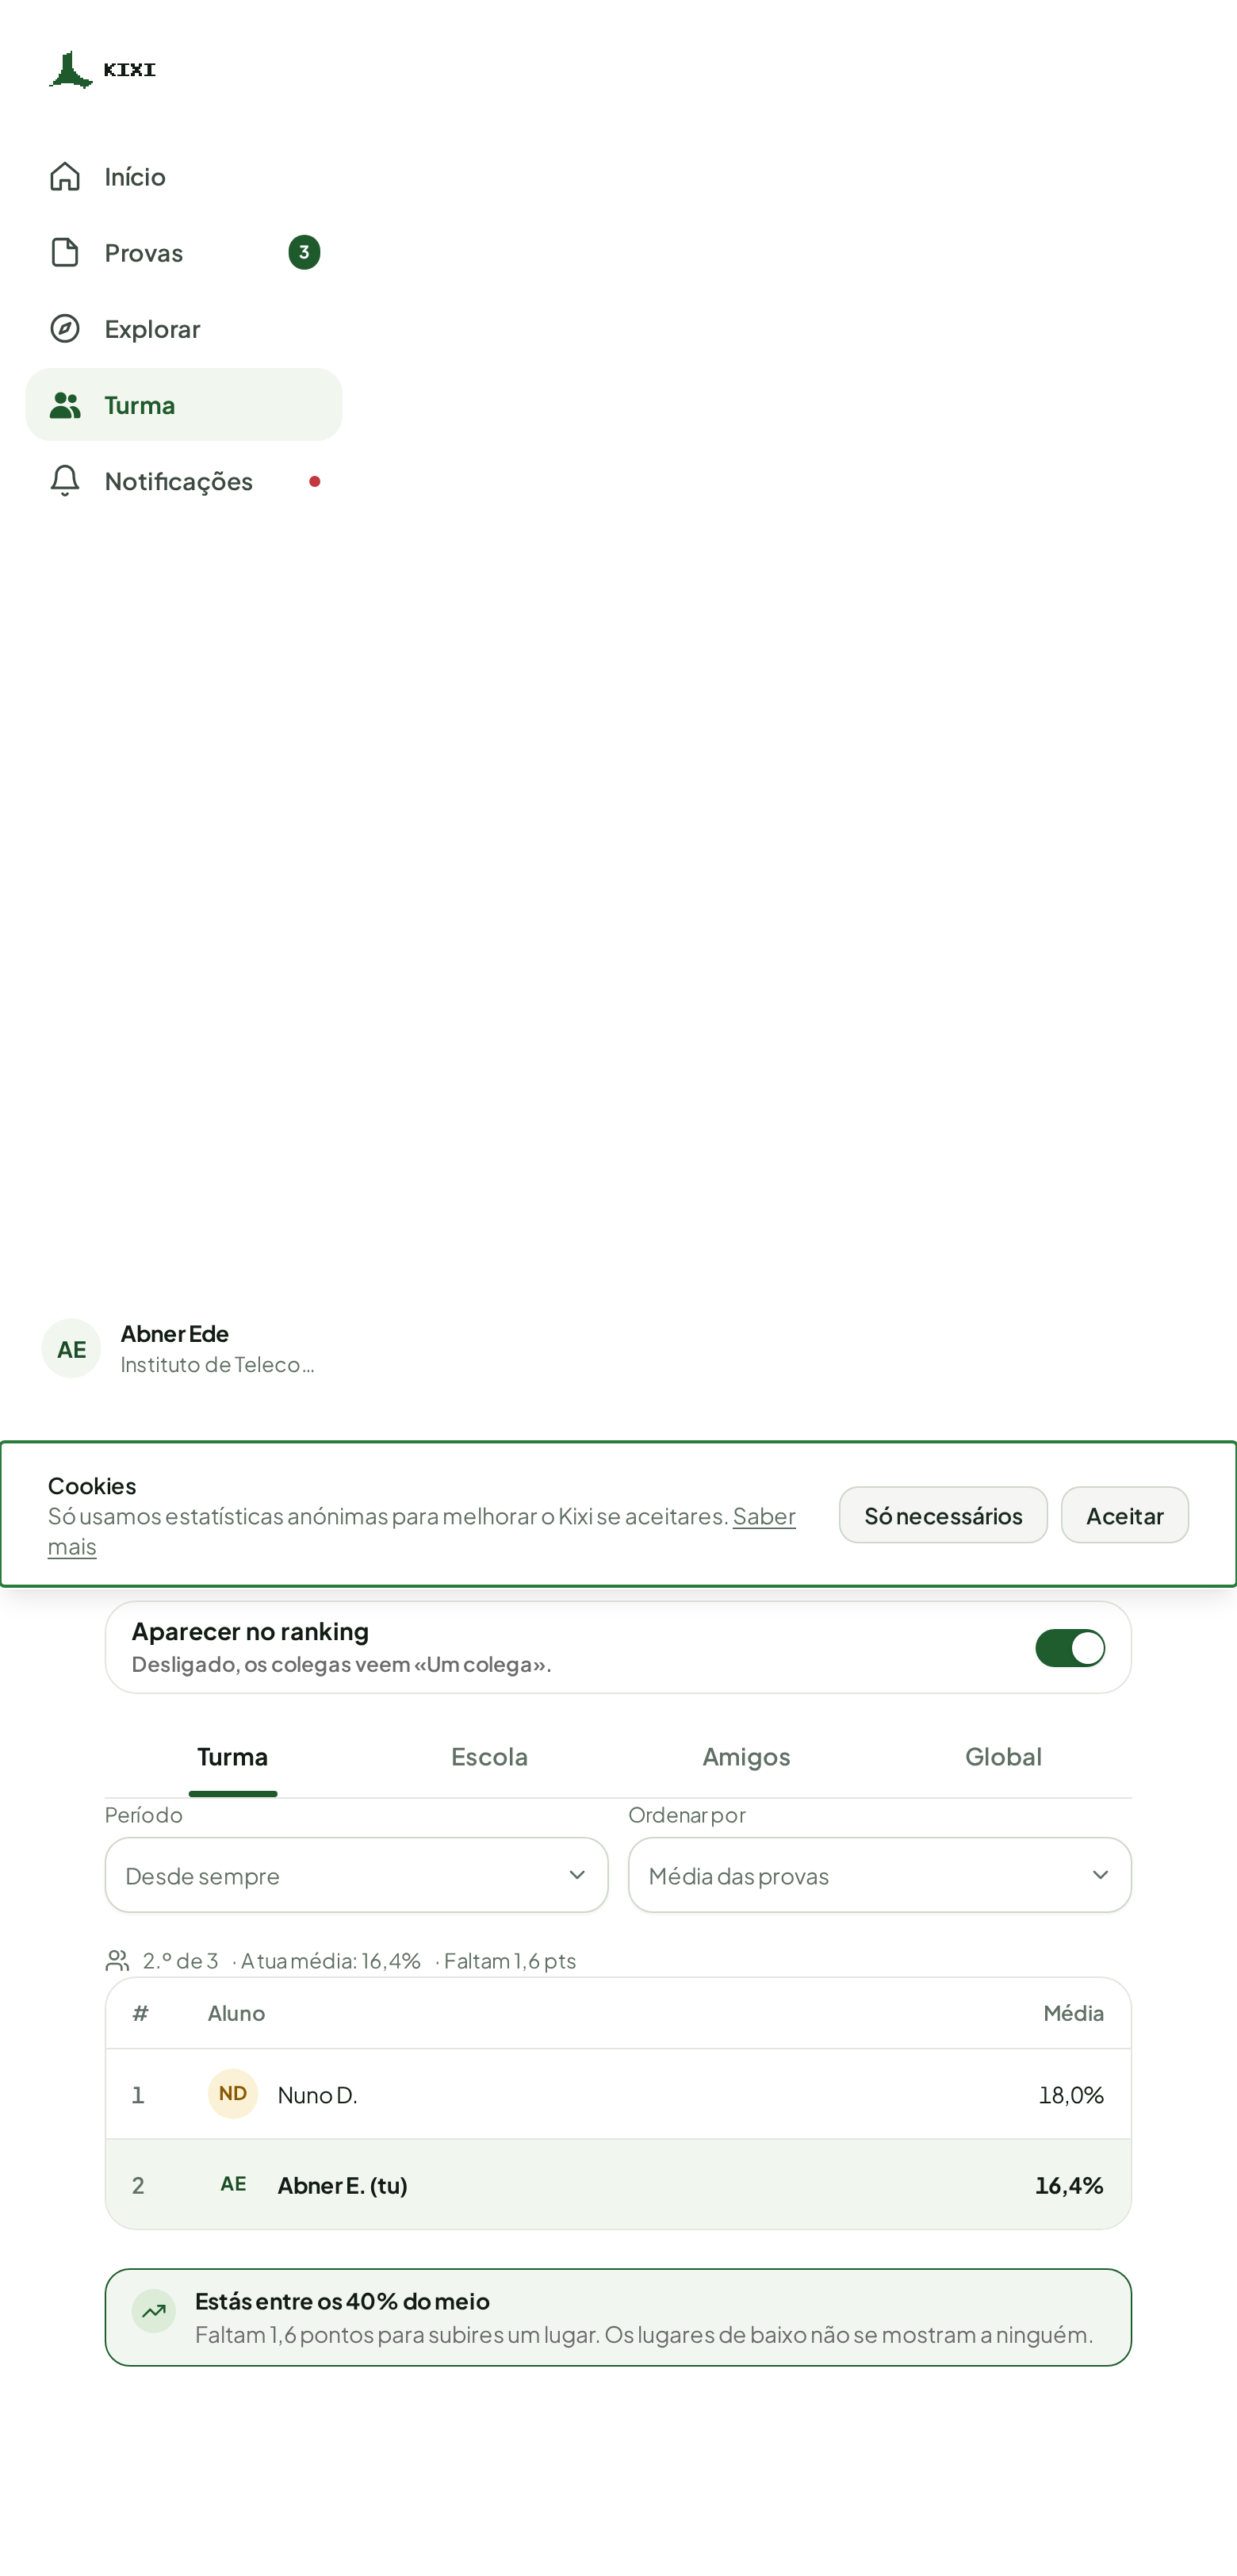 KIXI
Início
Provas
3
Explorar
Turma
Notificações
AE
Abner Ede
Instituto de Teleco…
Cookies
Só usamos estatísticas anónimas para melhorar o Kixi se aceitares. Saber
mais
Só necessários
Aceitar
Aparecer no ranking
Desligado, os colegas veem «Um colega».
Turma
Escola
Amigos
Global
Período
Ordenar por
Desde sempre
Média das provas
2.º de 3 · A tua média: 16,4% · Faltam 1,6 pts
# Aluno Média
1 ND Nuno D. 18,0%
2 AE Abner E. (tu) 16,4%
Estás entre os 40% do meio
Faltam 1,6 pontos para subires um lugar. Os lugares de baixo não se mostram a ninguém.